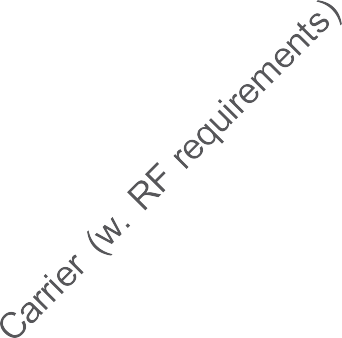 Carrier (w. RF requirements)